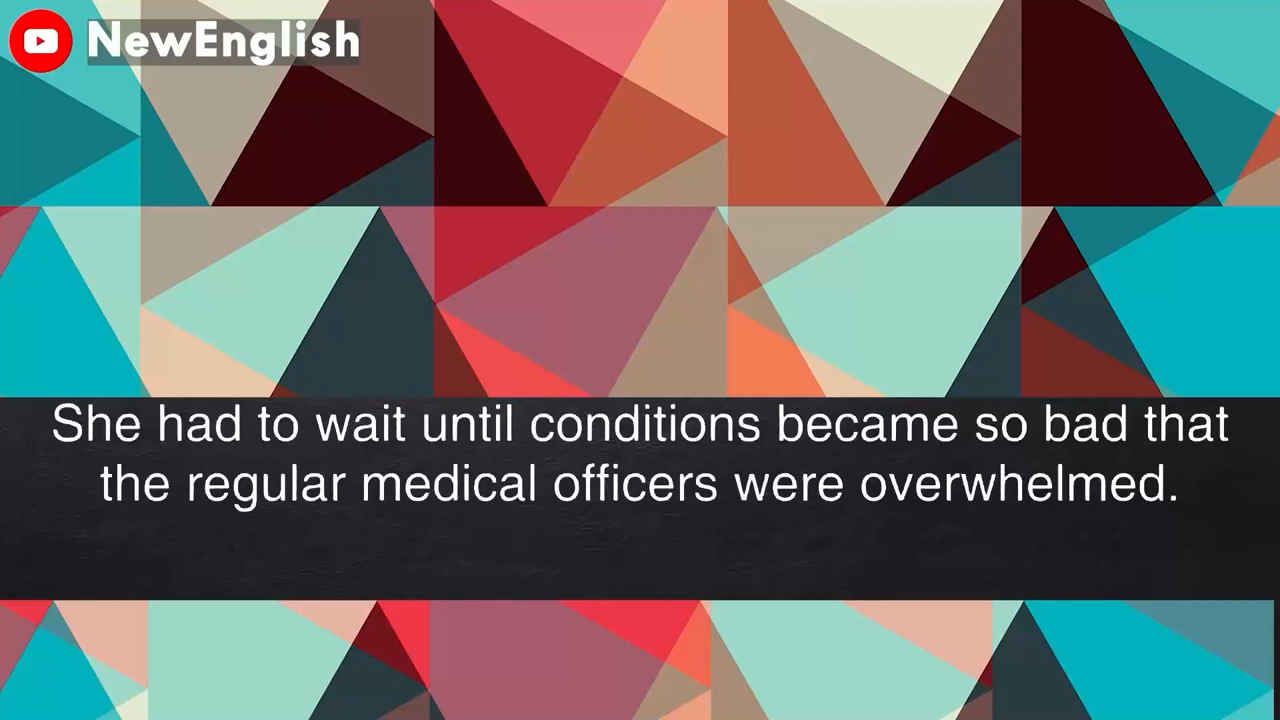 NewEnglish
She had to wait until conditions became so bad that
the regular medical officers were overwhelmed.